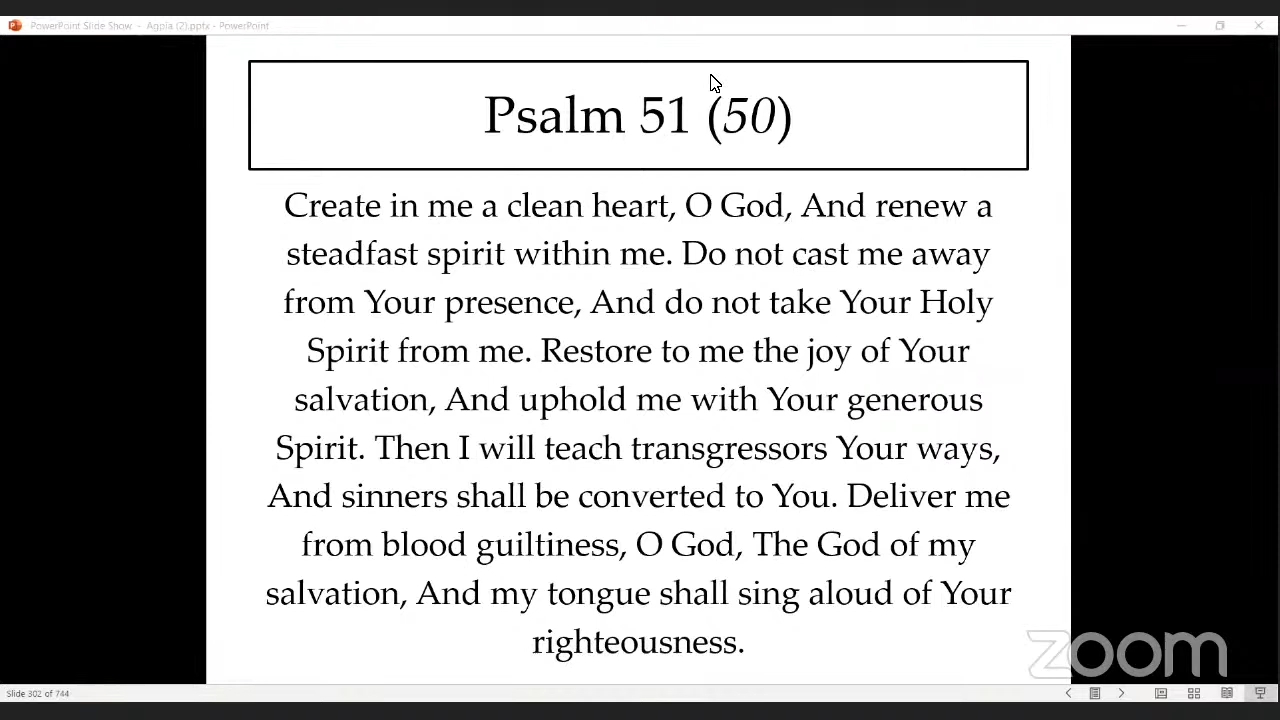 PowerPoint Slide Show - Agpia (2).pptx - PowerPoint
Psalm 51 (50)
Create in me a clean heart, O God, And renew a
steadfast spirit within me. Do not cast me away
from Your presence, And do not take Your Holy
Spirit from me. Restore to me the joy of Your
salvation, And uphold me with Your generous
Spirit. Then I will teach transgressors Your ways,
And sinners shall be converted to You. Deliver me
from blood guiltiness, O God, The God of my
salvation, And my tongue shall sing aloud of Your
righteousness.
zoom
Slide 302 of 744